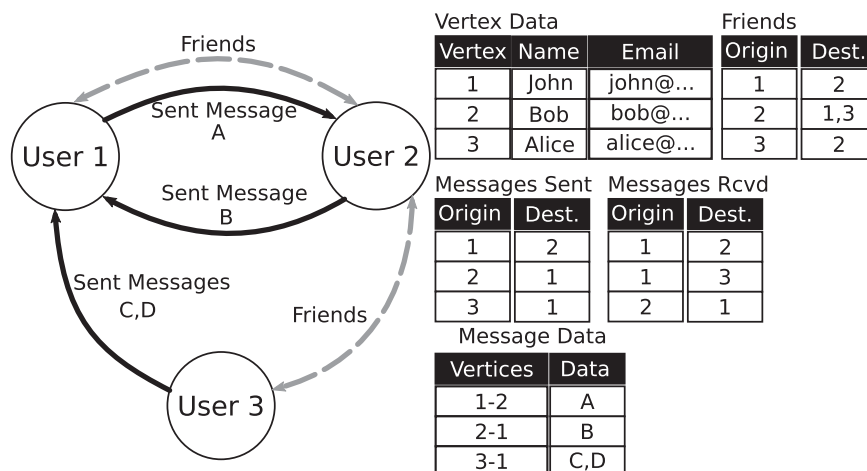 Friends
Sent Message
A
User 1
User 2
Sent Message
B
Sent Messages
C,D
Friends
User 3
Vertex Data
Vertex Name Email
1 John john@...
2 Bob bob@...
3 Alice alice@...
Friends
Origin Dest.
1 2
2 1,3
3 2
Messages Sent
Origin Dest.
1 2
2 1
3 1
Messages Rcvd
Origin Dest.
1 2
1 3
2 1
Message Data
Vertices Data
1-2 A
2-1 B
3-1 C,D